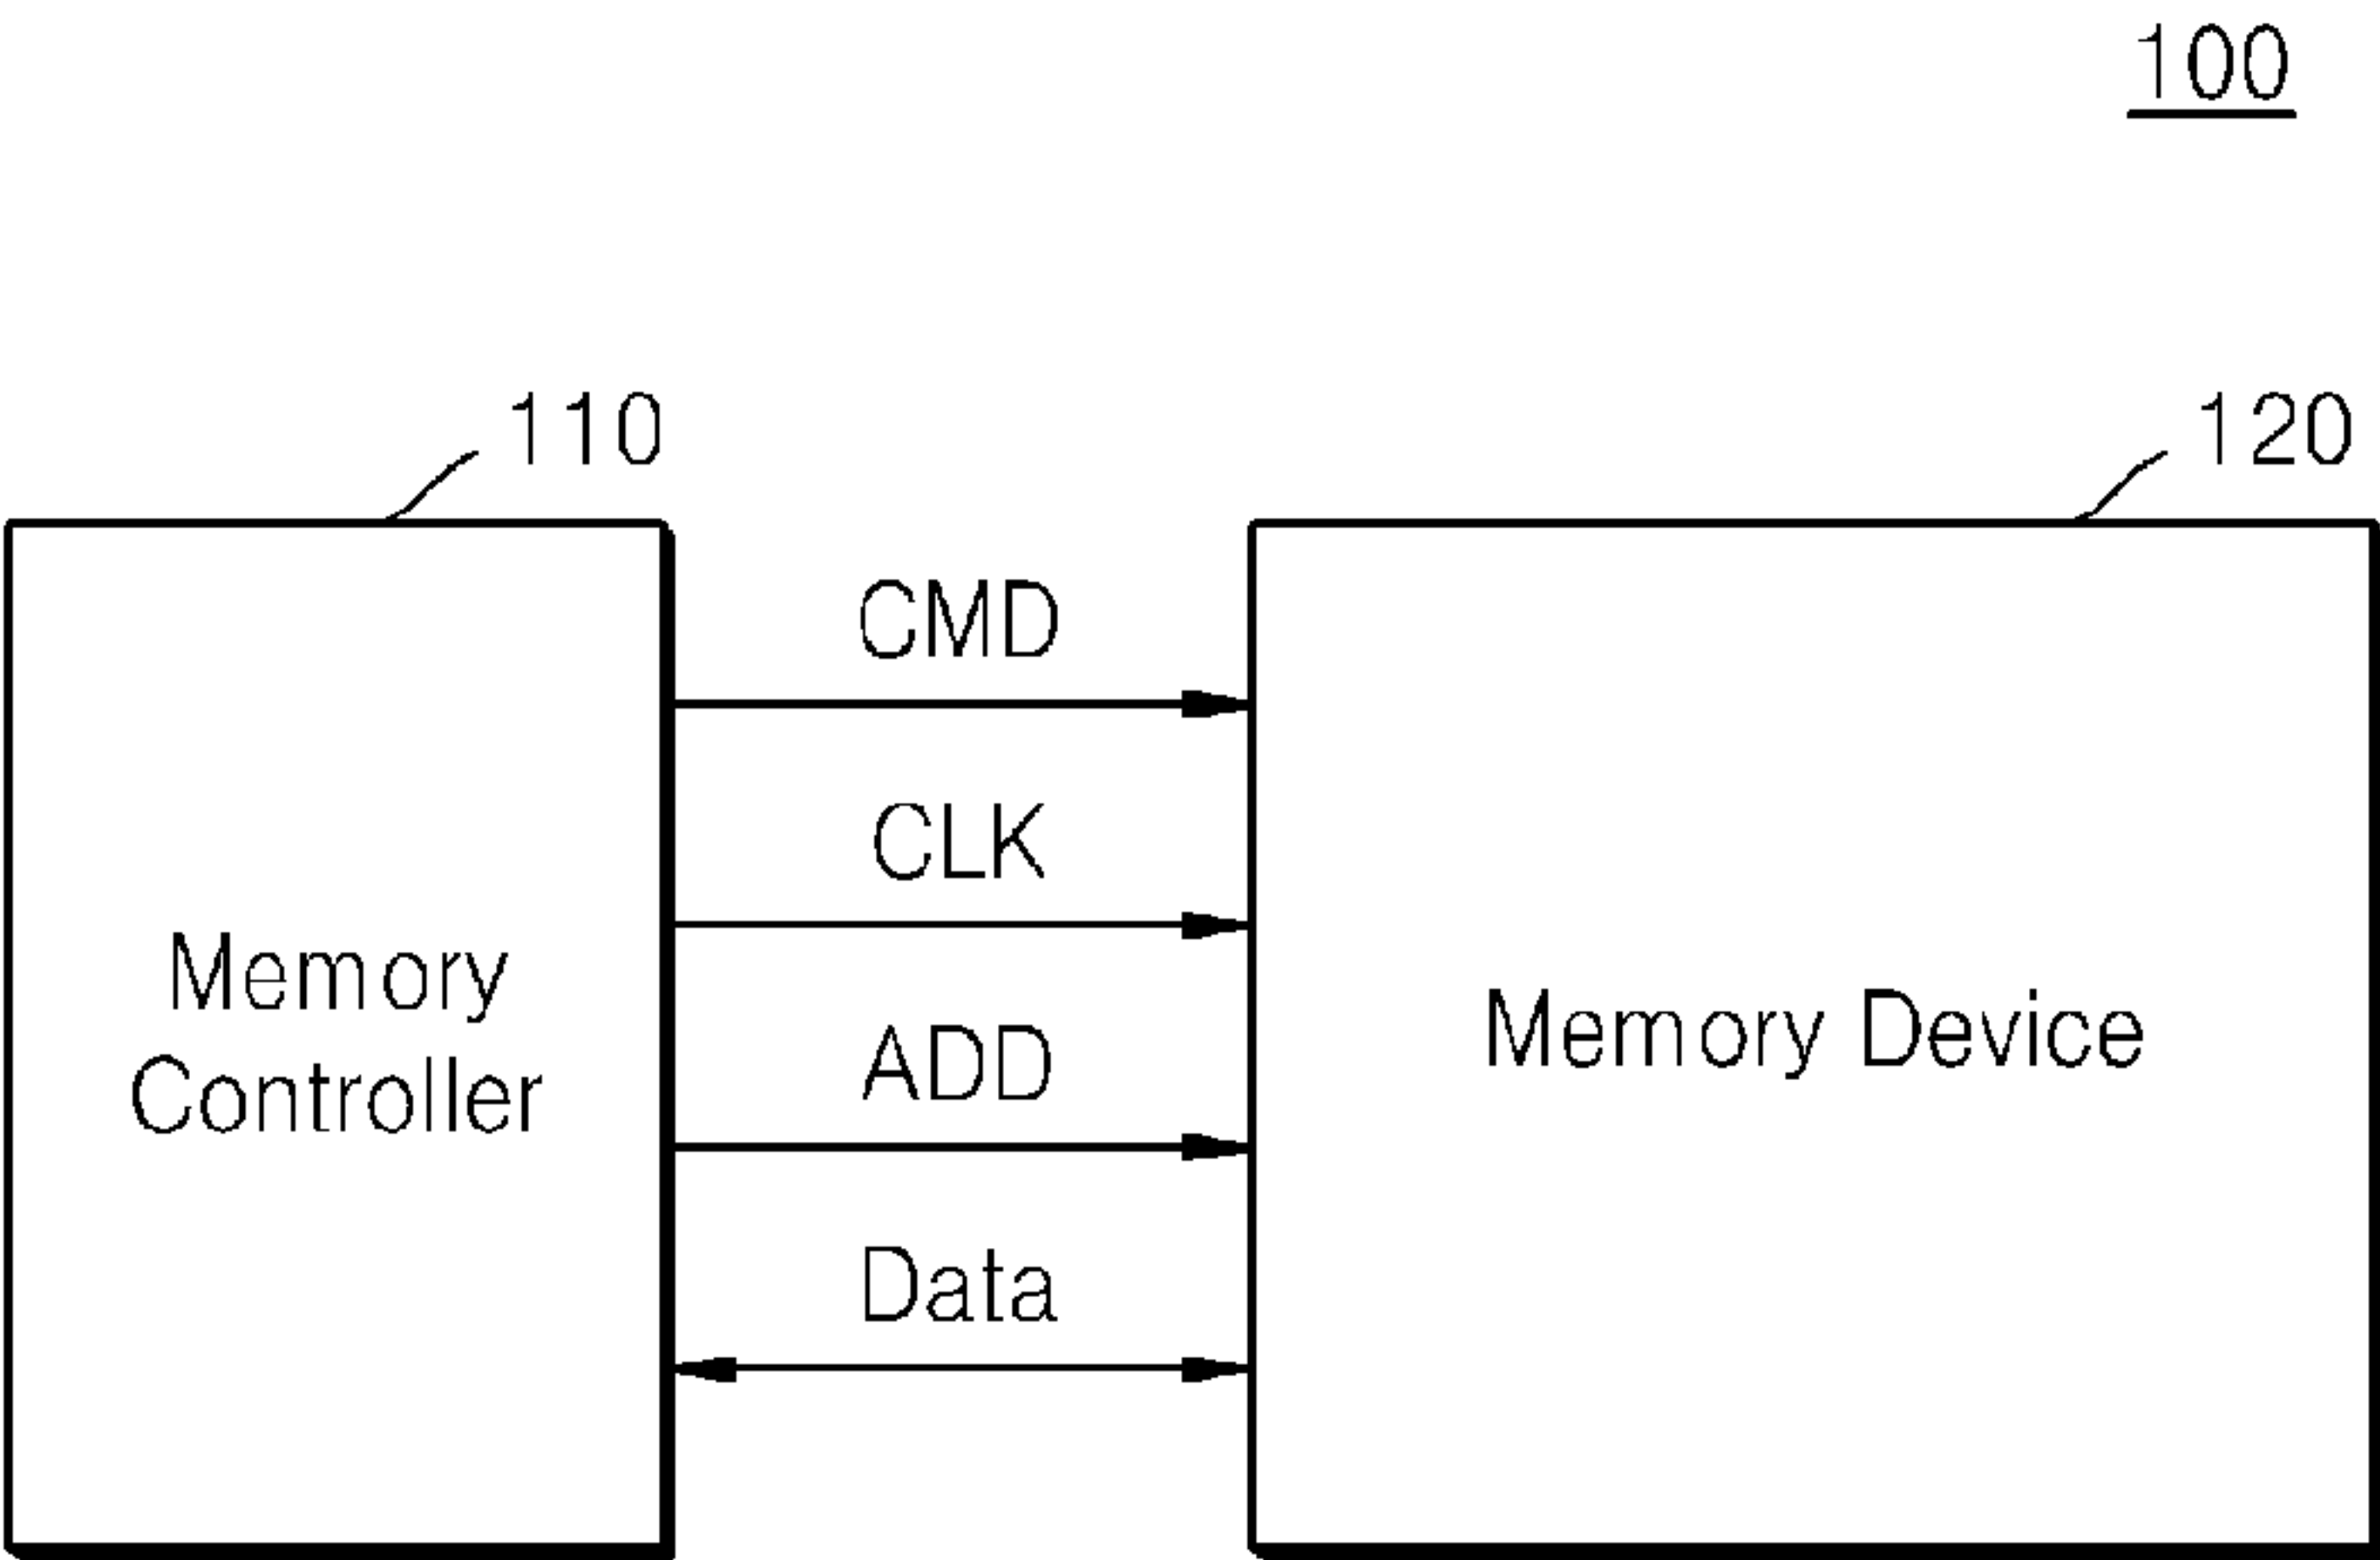 100
110
120
CMD
CLK
ADD
Data
Memory
Controller
Memory Device